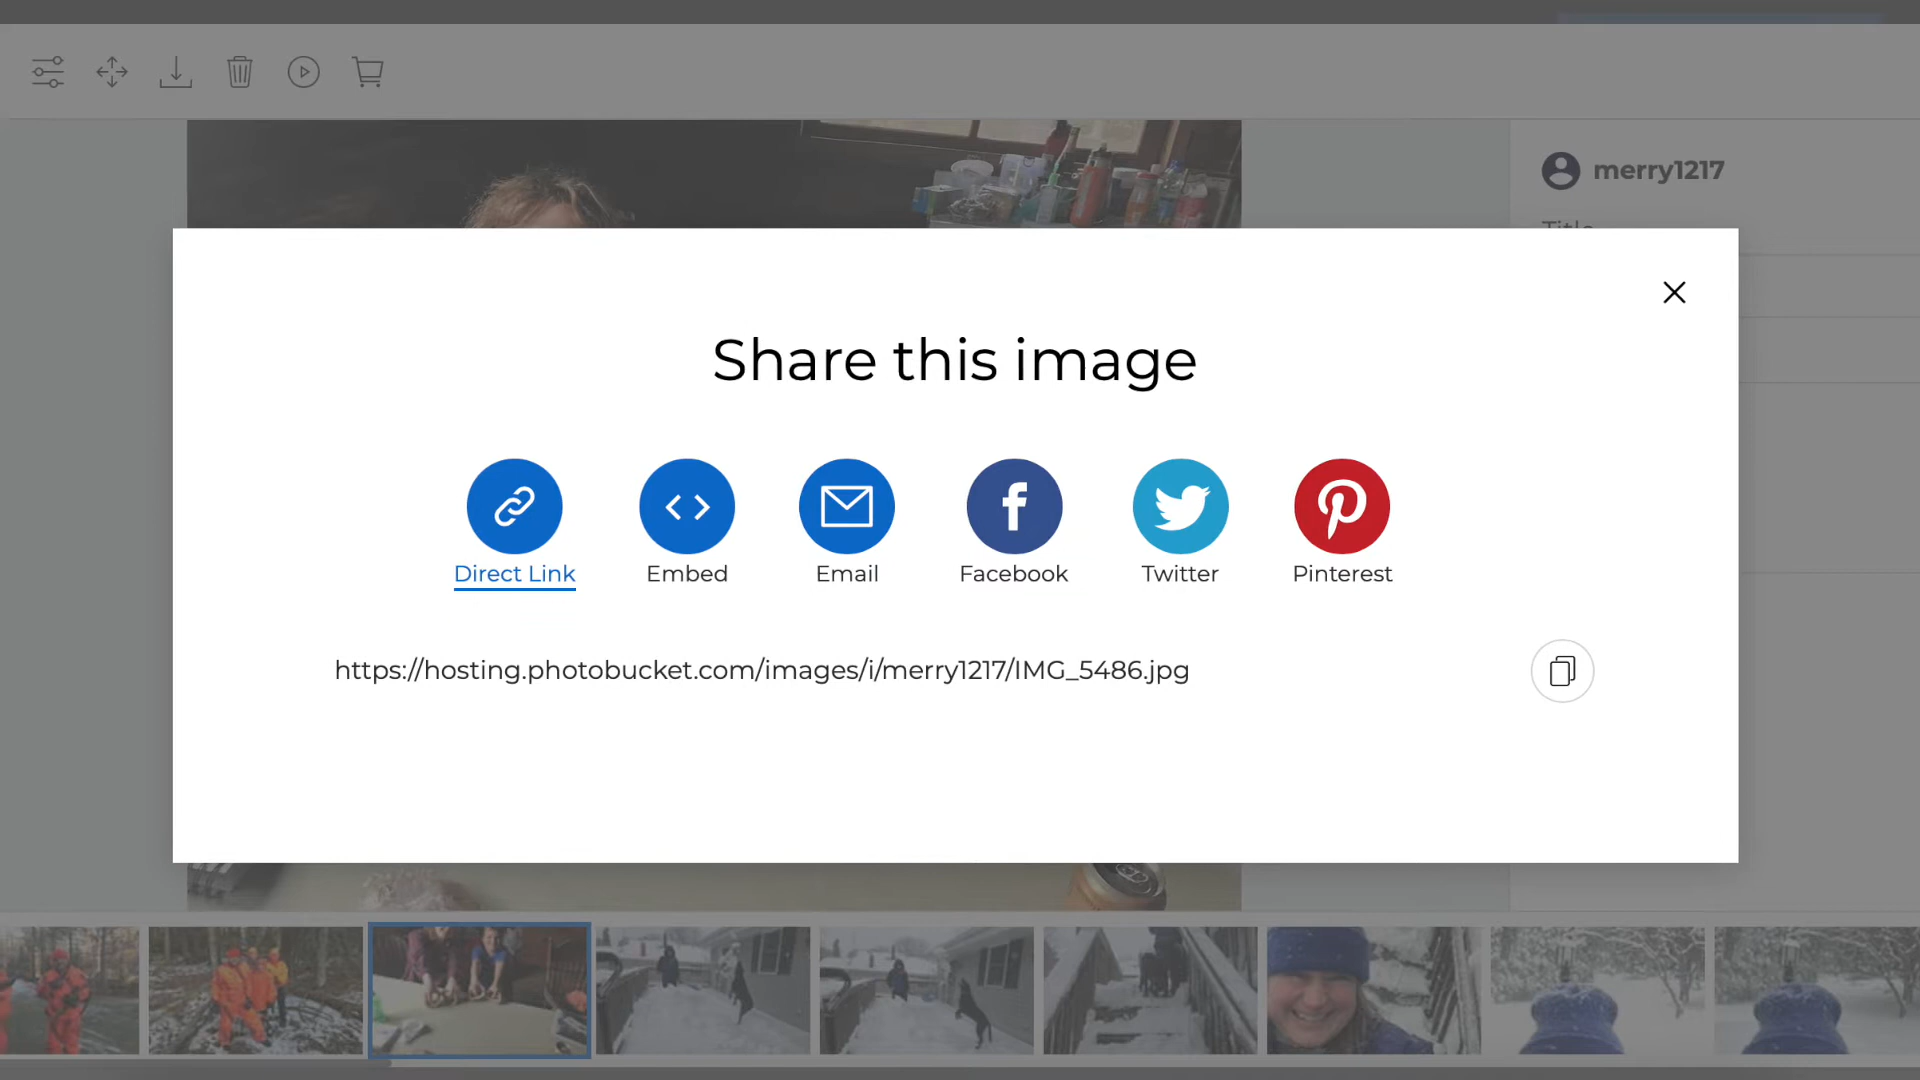 merry1217
Title
Share this image
Direct Link
Embed
Email
Facebook
Twitter
Pinterest
https://hosting.photobucket.com/images/i/merry1217/IMG_5486.jpg